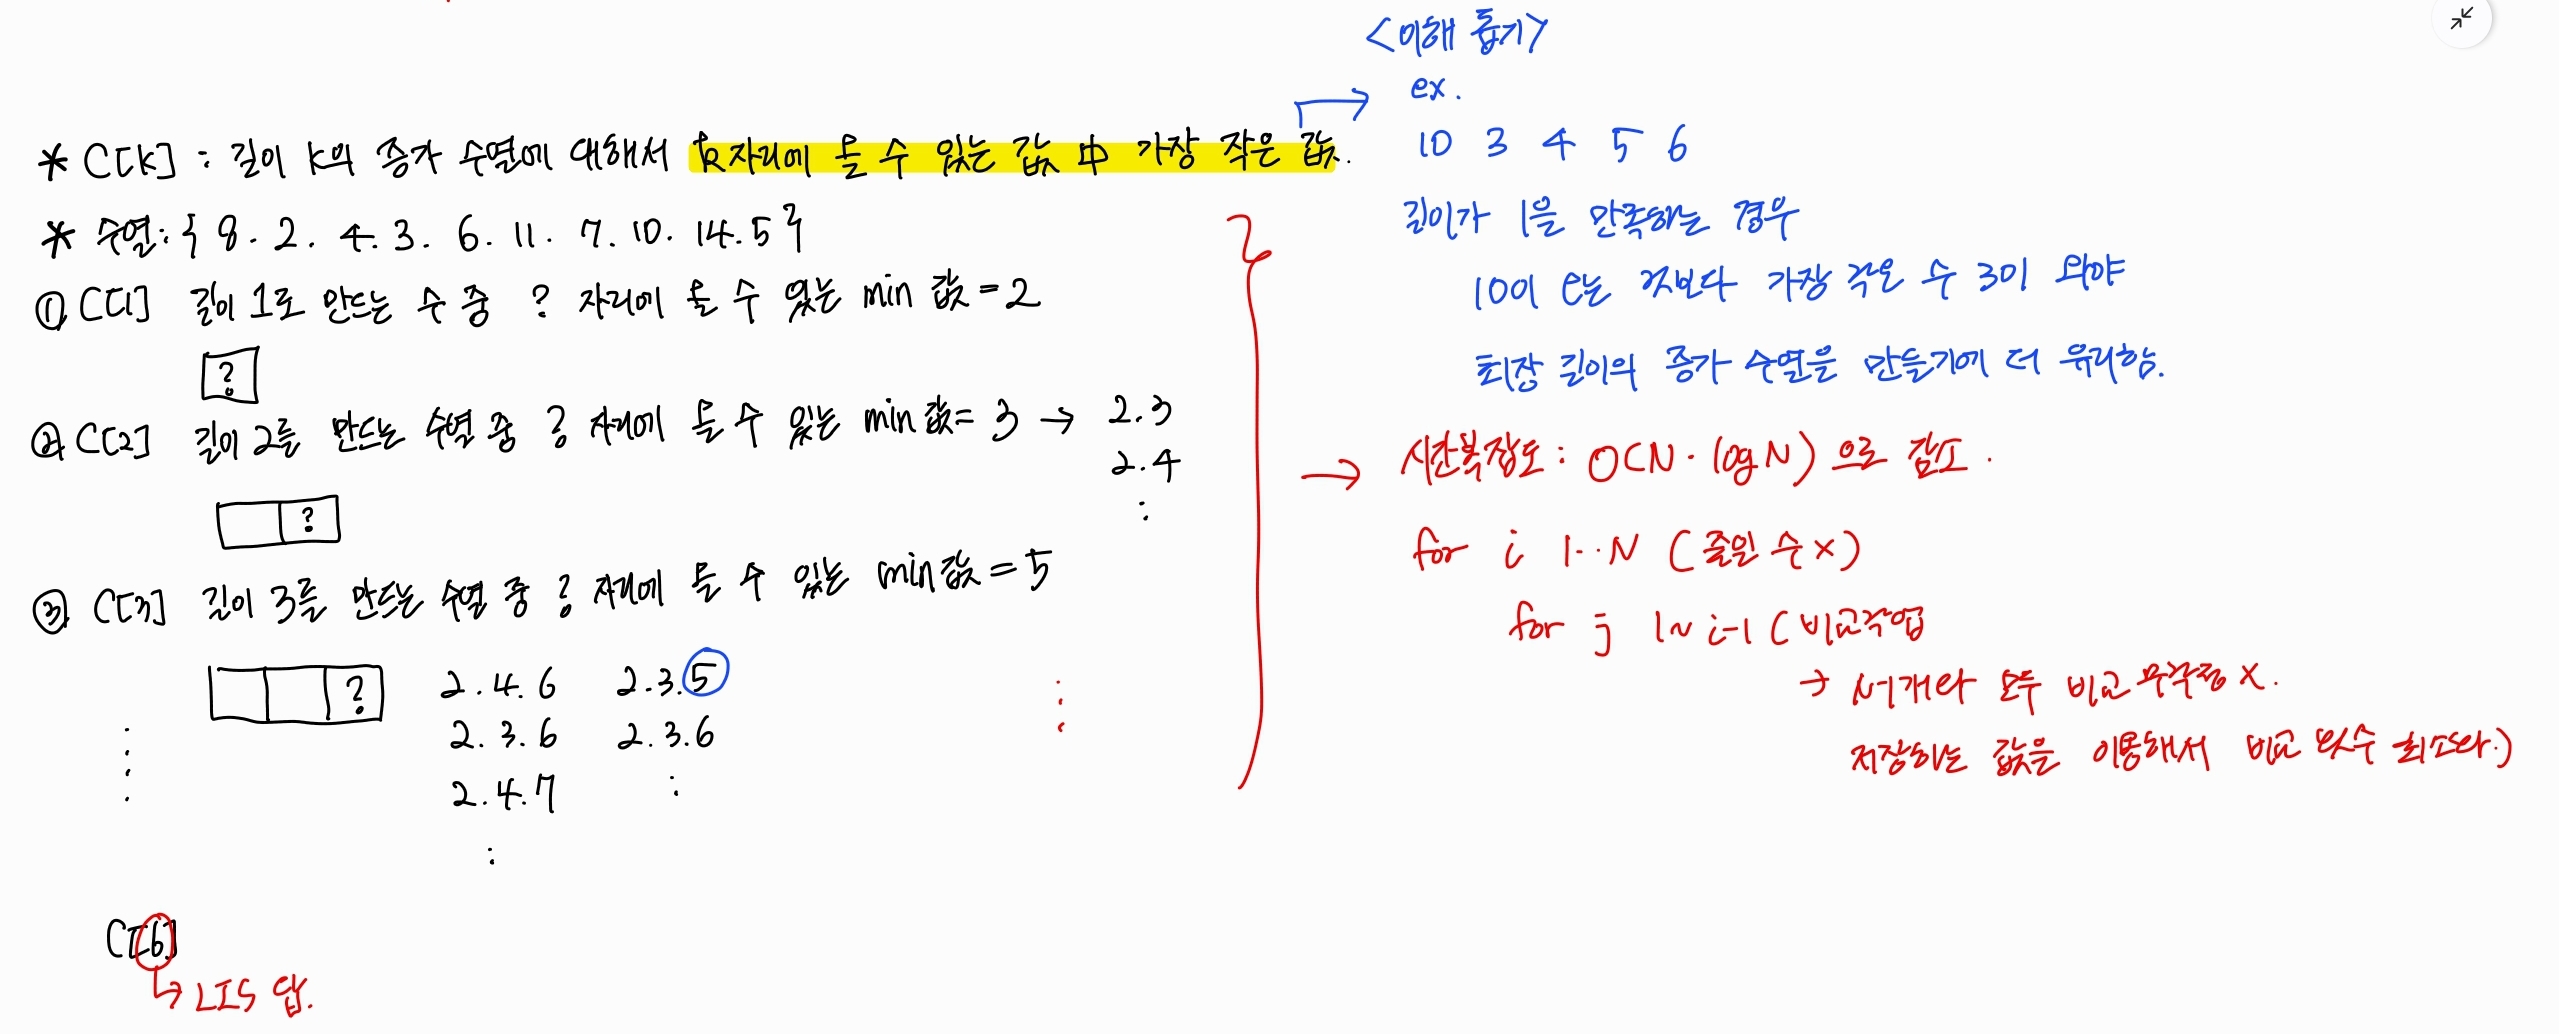 * C[k] : 길이 k의 증가 수열에 대해서 k자리에 올 수 있는 값 中 가장 작은 값.
* 수열: { 8. 2. 4. 3. 6. 11. 7. 10. 14. 5 }
① C[1] 길이 1로 만드는 수 중 ? 자리에 올 수 있는 min 값 = 2
?
② C[2] 길이 2를 만드는 수열 중 ? 자리에 올 수 있는 min 값 = 3 → 2.3
2.4
:
?
③ C[3] 길이 3를 만드는 수열 중 ? 자리에 올 수 있는 min 값 = 5
?
2.4.6 2.3.5
2.3.6 2.3.6
2.4.7 :
:
C[6]
↳ LIS 답.
<이해 돕기>
ex.
10 3 4 5 6
길이가 1을 만족하는 경우
10이 오는 것보다 가장 작은 수 3이 와야
최장 길이의 증가 수열을 만들기에 더 유리함.
→ 시간복잡도 : O(N·logN) 으로 감소.
for i 1··N ( 줄일 수 x )
for j 1~i-1 ( 비교작업
→ 모두 비교 무작정 x.
저장하는 값을 이용해서 비교 횟수 최소화.)